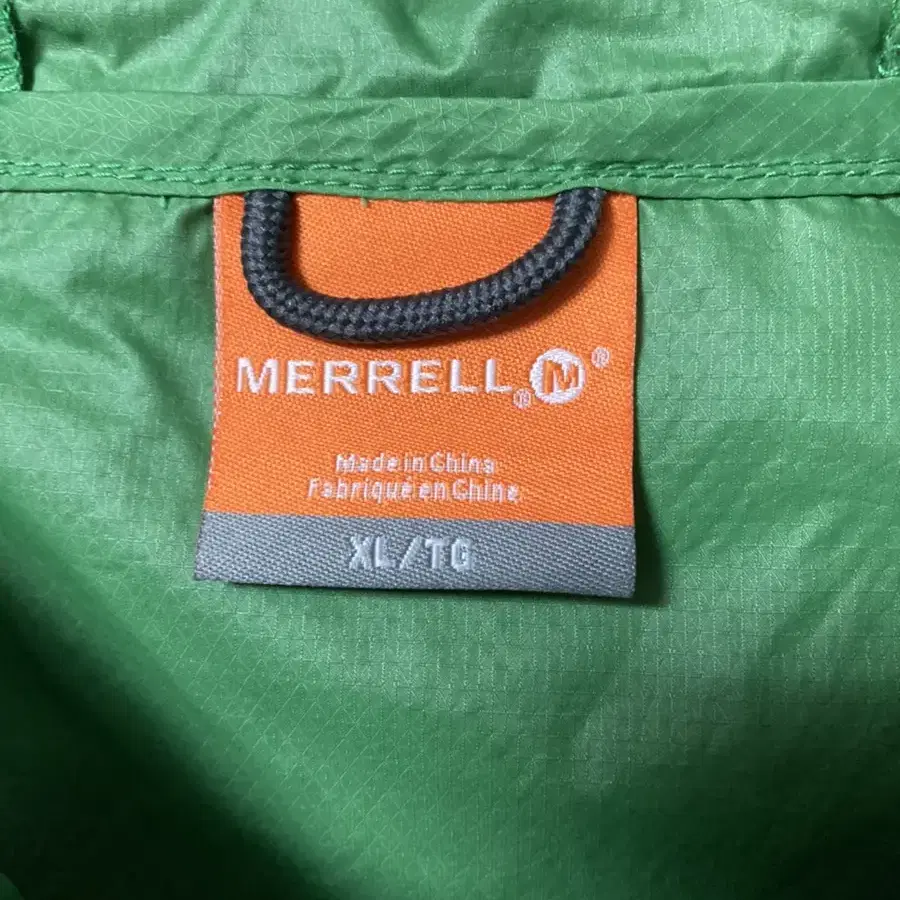 MERRELL® M®
Made in China
Fabriqué en Chine
XL/TG